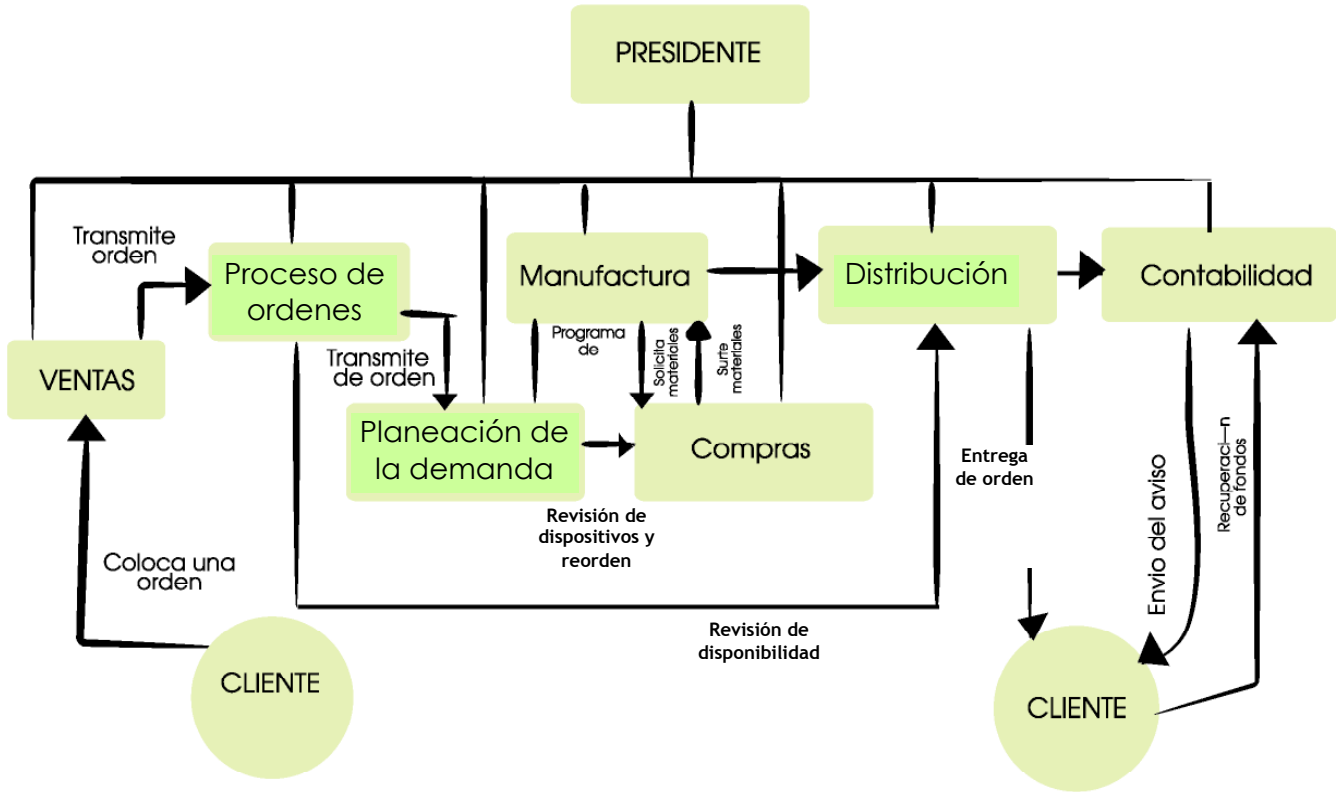 PRESIDENTE
Transmite
orden
Proceso de
ordenes
Manufactura
Distribución
Contabilidad
VENTAS
Transmite
de orden
Programa
de
Solicita
materiales
Surte
materiales
Planeación de
la demanda
Compras
Revisión de
dispositivos y
reorden
Entrega
de orden
Envio del aviso
Recuperaci—n
de fondos
Coloca una
orden
Revisión de
disponibilidad
CLIENTE
CLIENTE